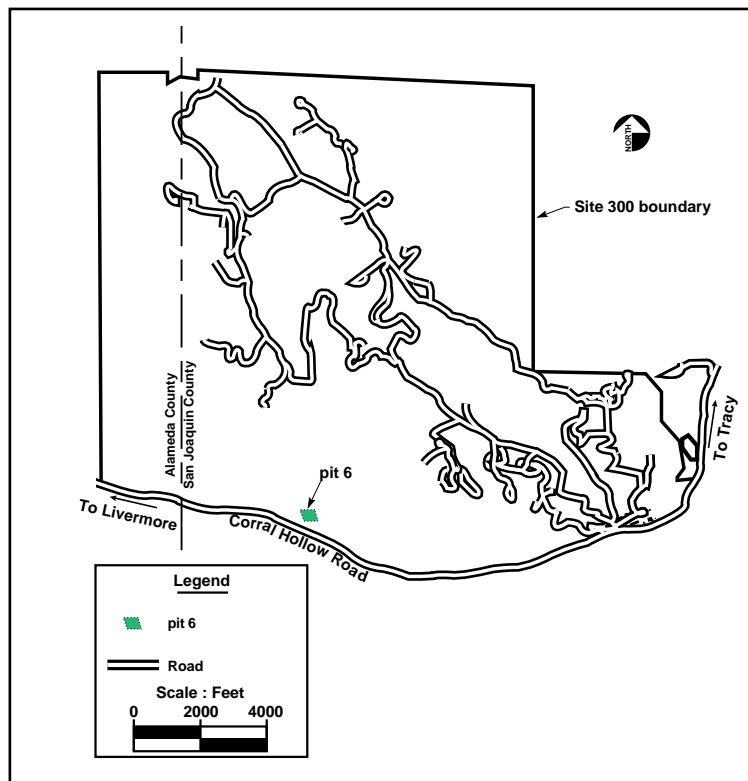 NORTH
Site 300 boundary
Alameda County
San Joaquin County
To Tracy
pit 6
To Livermore
Corral Hollow Road
Legend
pit 6
Road
Scale : Feet
0 2000 4000